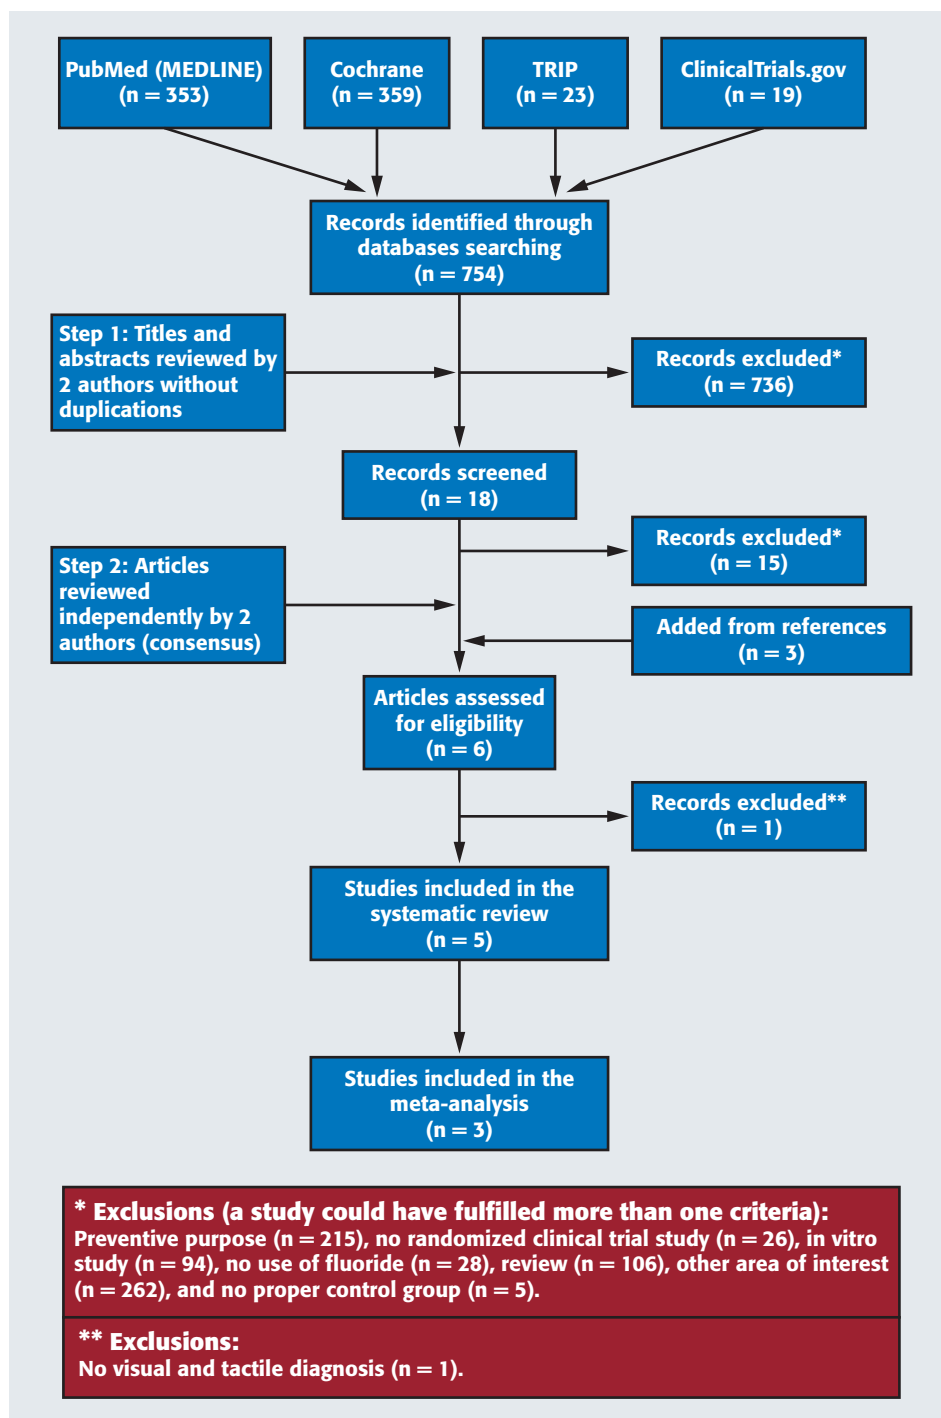 PubMed (MEDLINE)
(n = 353)
Cochrane
(n = 359)
TRIP
(n = 23)
ClinicalTrials.gov
(n = 19)
Records identified through
databases searching
(n = 754)
Step 1: Titles and
abstracts reviewed by
2 authors without
duplications
Records excluded*
(n = 736)
Records screened
(n = 18)
Records excluded*
(n = 15)
Step 2: Articles
reviewed
independently by 2
authors (consensus)
Added from references
(n = 3)
Articles assessed
for eligibility
(n = 6)
Records excluded**
(n = 1)
Studies included in the
systematic review
(n = 5)
Studies included in the
meta-analysis
(n = 3)
* Exclusions (a study could have fulfilled more than one criteria):
Preventive purpose (n = 215), no randomized clinical trial study (n = 26), in vitro
study (n = 94), no use of fluoride (n = 28), review (n = 106), other area of interest
(n = 262), and no proper control group (n = 5).
** Exclusions:
No visual and tactile diagnosis (n = 1).